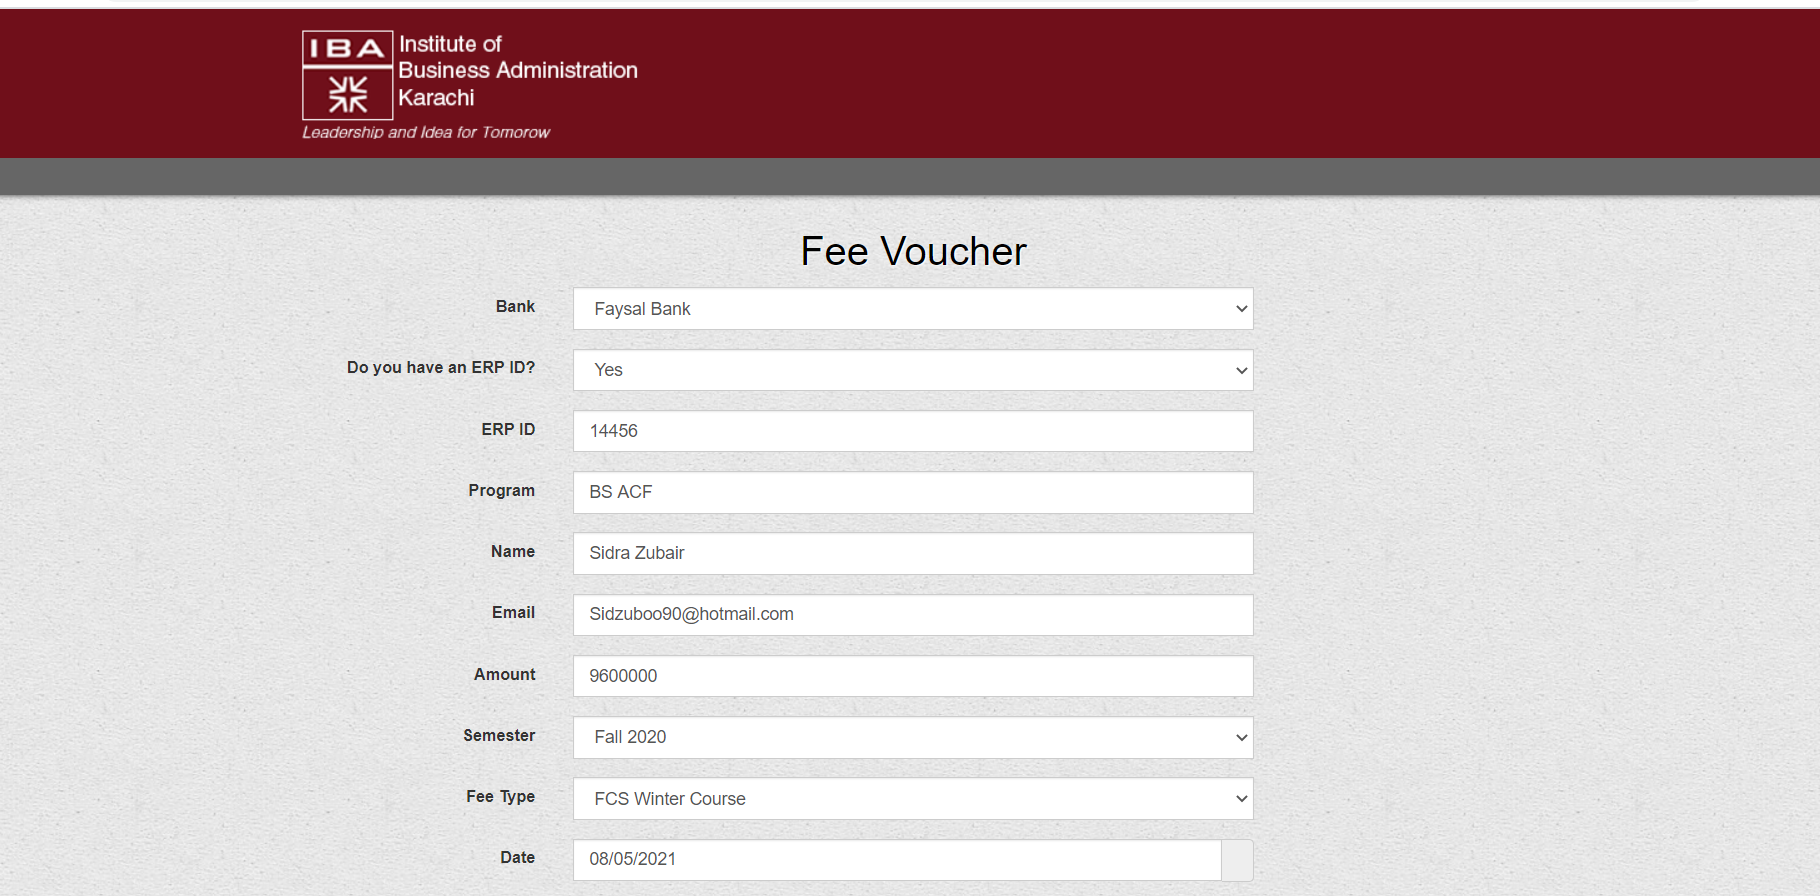 IBA
Institute of
Business Administration
Karachi
Leadership and Idea for Tomorow
Fee Voucher
Bank Faysal Bank
Do you have an ERP ID? Yes
ERP ID 14456
Program BS ACF
Name Sidra Zubair
Email Sidzuboo90@hotmail.com
Amount 9600000
Semester Fall 2020
Fee Type FCS Winter Course
Date 08/05/2021